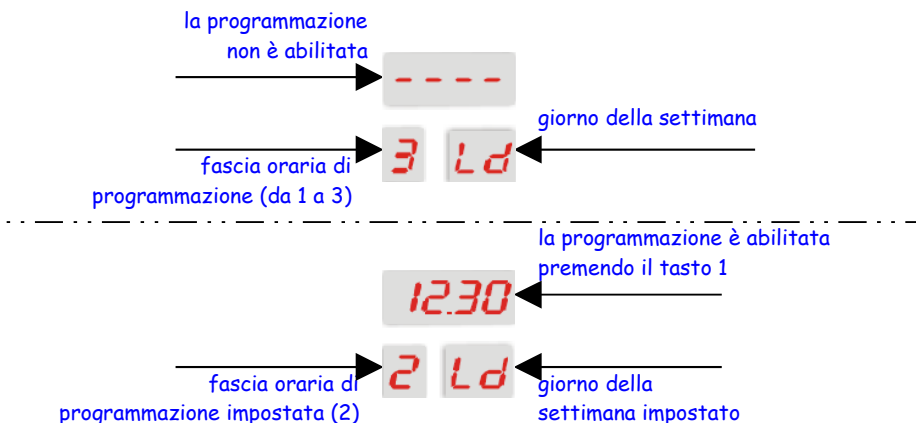 la programmazione
non è abilitata
- - - -
giorno della settimana
3 Ld
fascia oraria di
programmazione (da 1 a 3)
la programmazione è abilitata
premendo il tasto 1
12.30
2 Ld
fascia oraria di
programmazione impostata (2)
giorno della
settimana impostato